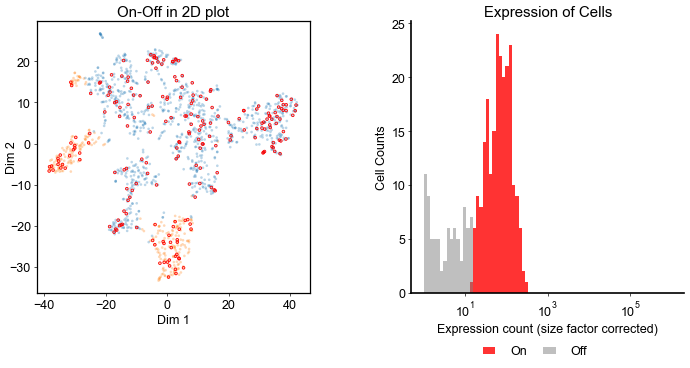 On-Off in 2D plot
Dim 2
20
10
0
−10
−20
−30
−40
−20
0
20
40
Dim 1
Expression of Cells
Cell Counts
25
20
15
10
5
0
10^1
10^3
10^5
Expression count (size factor corrected)
On
Off